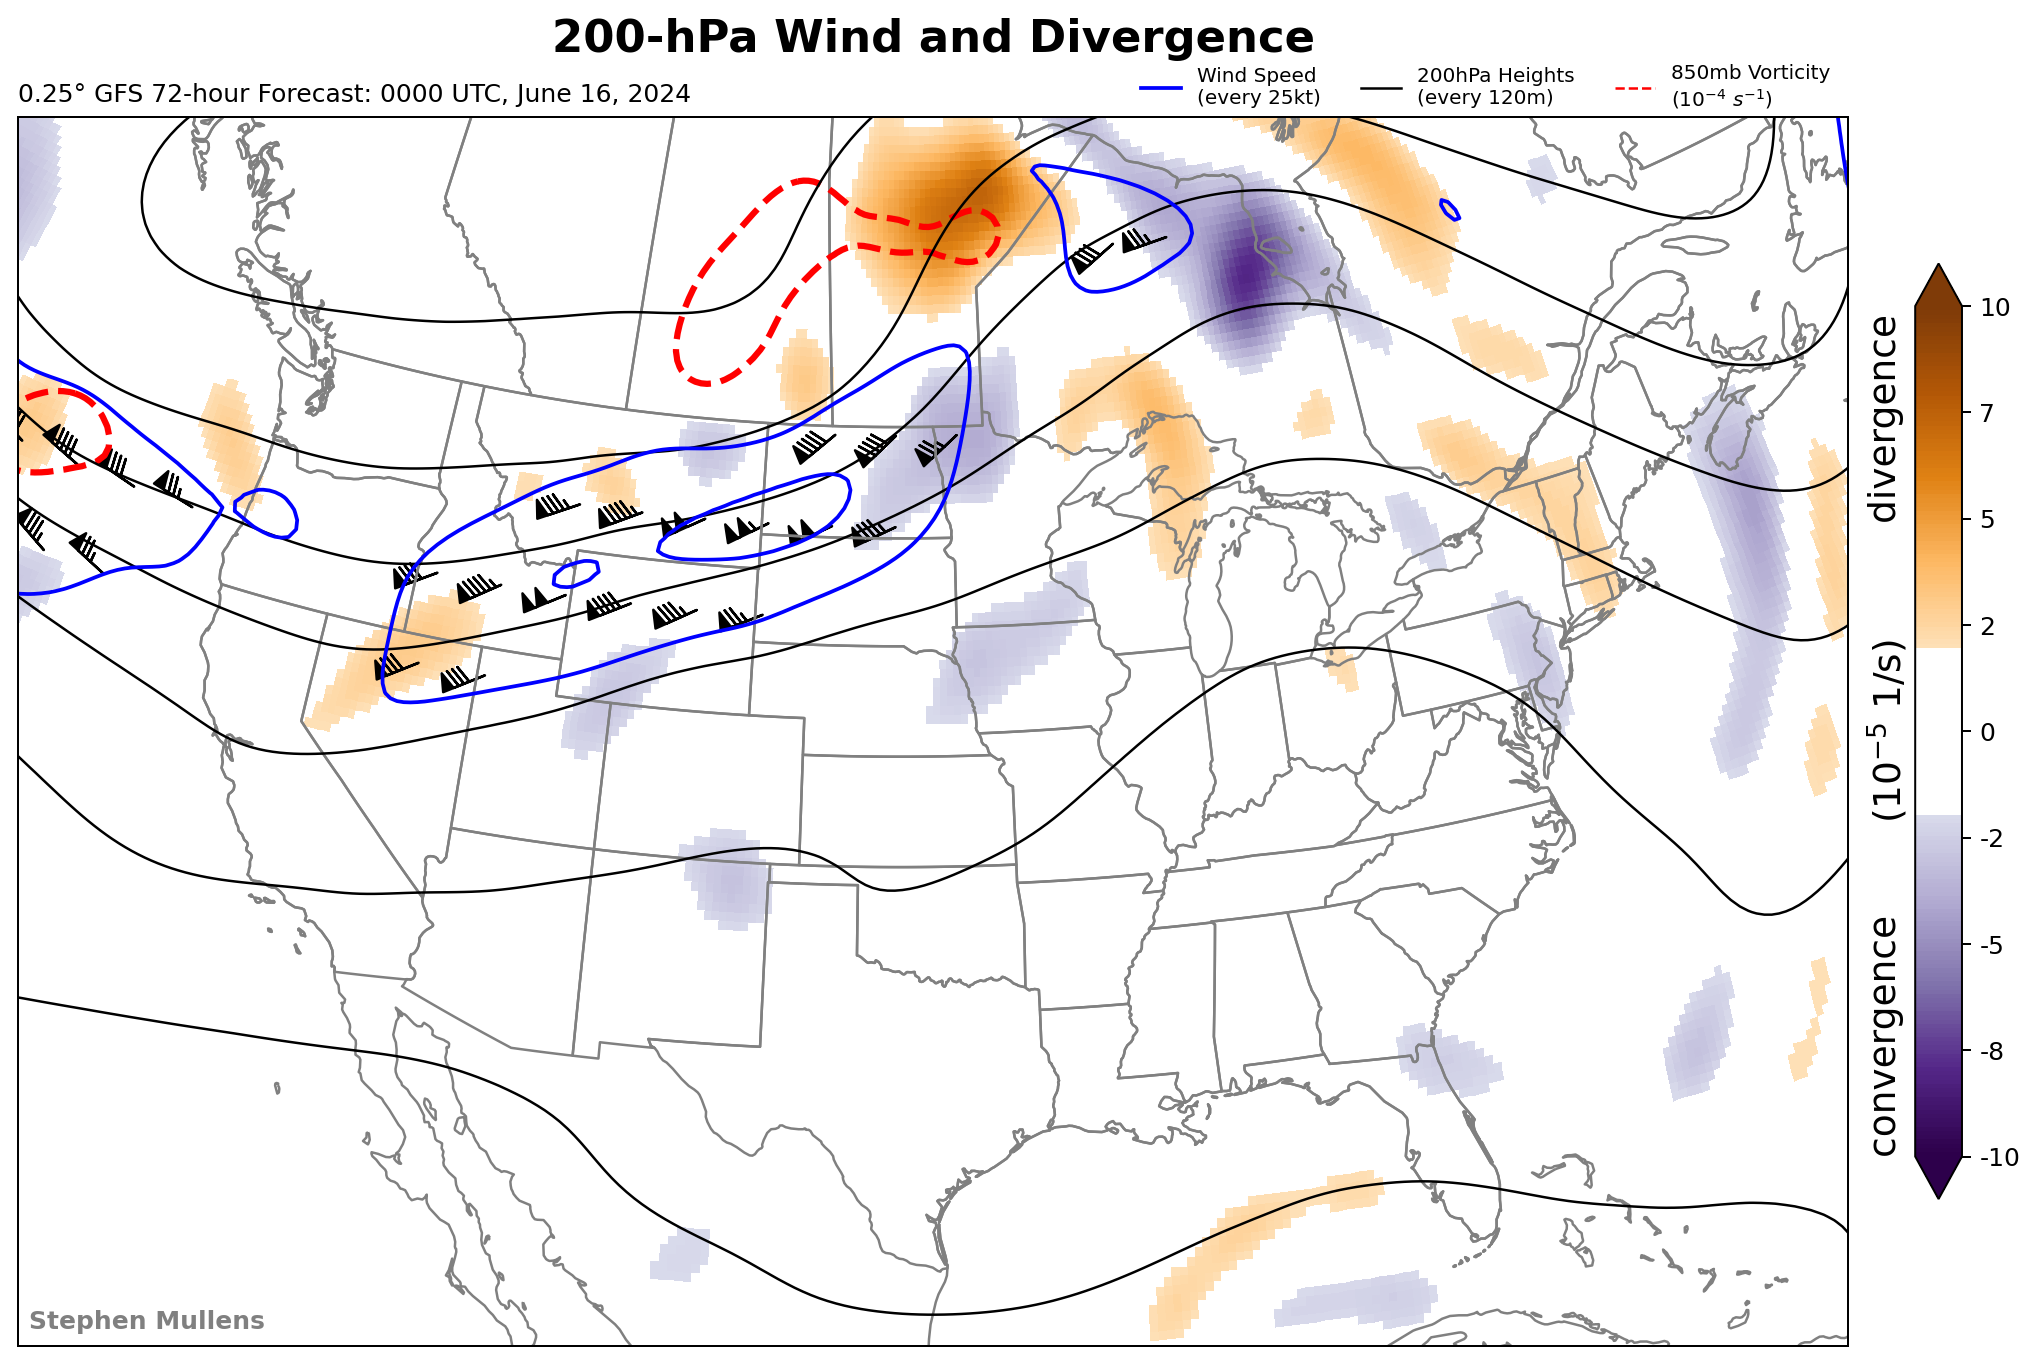 200-hPa Wind and Divergence
0.25° GFS 72-hour Forecast: 0000 UTC, June 16, 2024
Wind Speed
(every 25kt)
200hPa Heights
(every 120m)
850mb Vorticity
(10⁻⁴ s⁻¹)
10
7
5
2
0
-2
-5
-8
-10
convergence (10⁻⁵ 1/s) divergence
Stephen Mullens